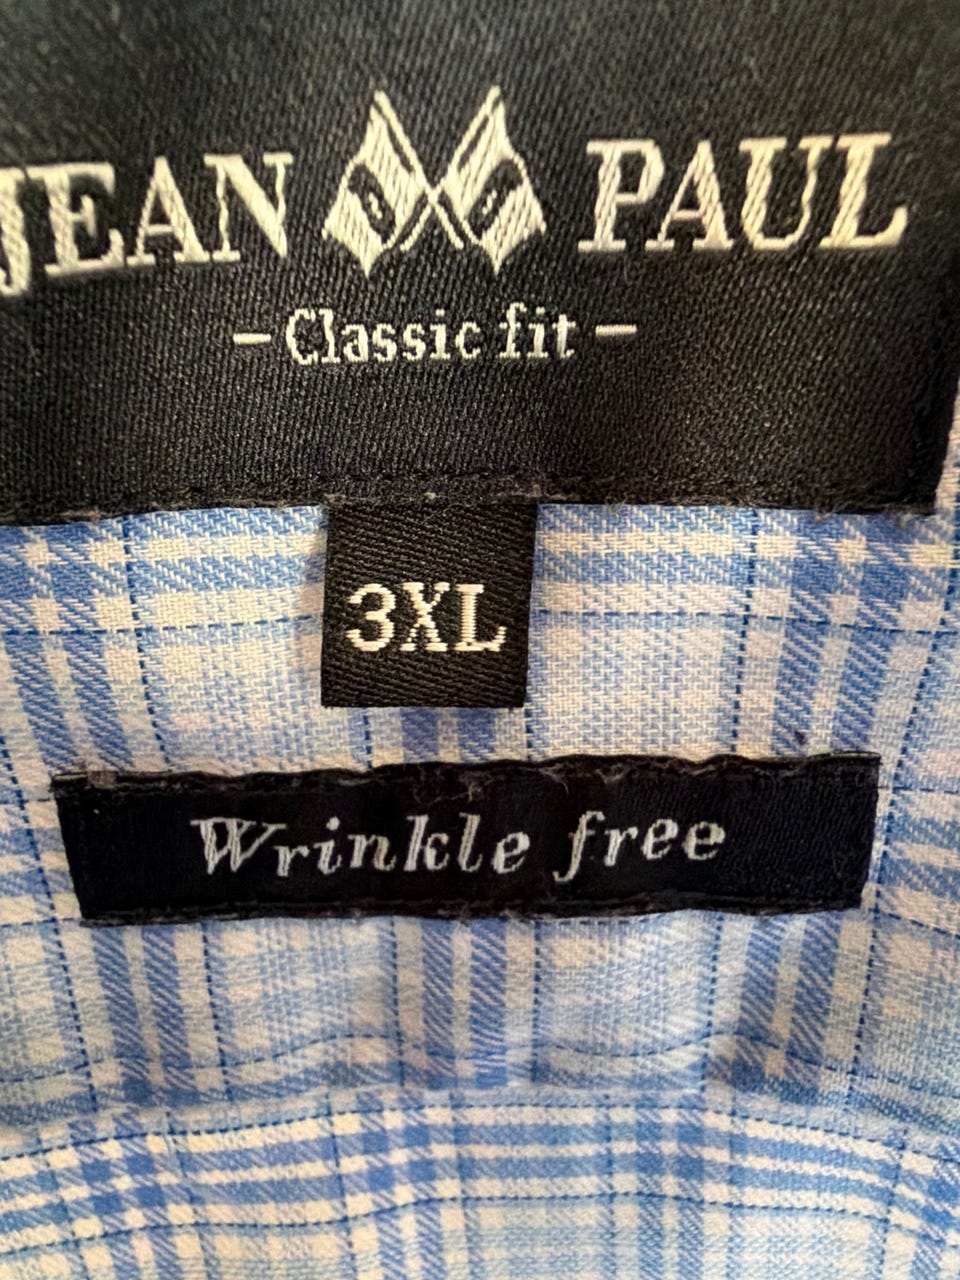 JEAN PAUL
- Classic fit -
3XL
Wrinkle free